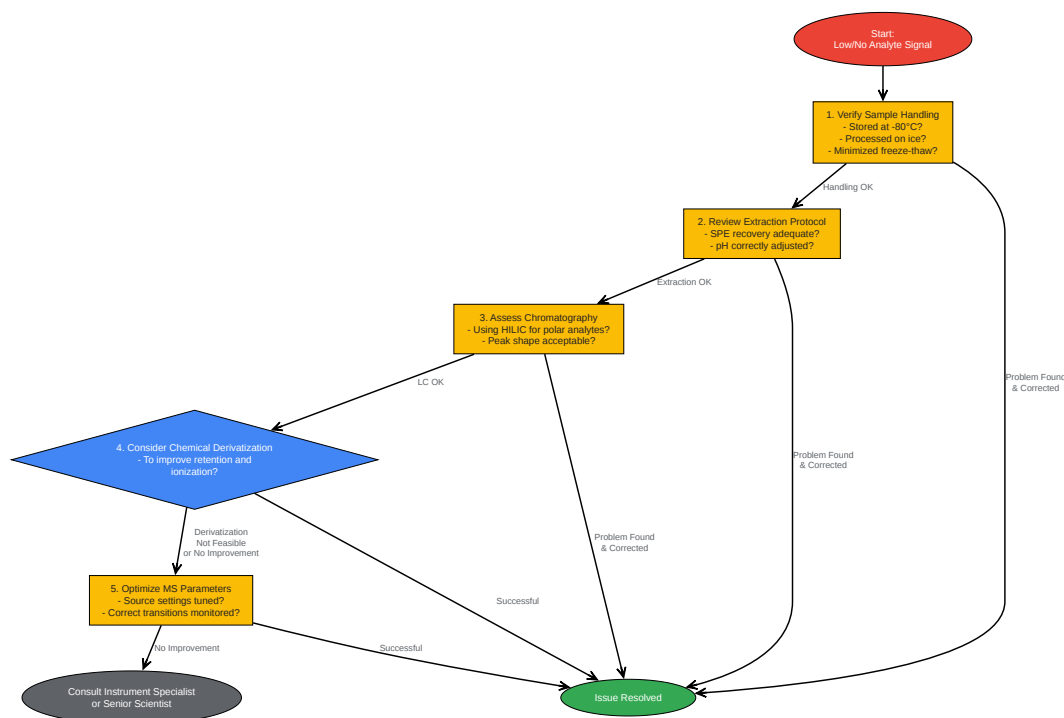 Start:
Low/No Analyte Signal
1. Verify Sample Handling
- Stored at -80°C?
- Processed on ice?
- Minimized freeze-thaw?
Handling OK
2. Review Extraction Protocol
- SPE recovery adequate?
- pH correctly adjusted?
Extraction OK
3. Assess Chromatography
- Using HILIC for polar analytes?
- Peak shape acceptable?
Problem Found
& Corrected
LC OK
4. Consider Chemical Derivatization
- To improve retention and
ionization?
Problem Found
& Corrected
Derivatization
Not Feasible
or No Improvement
Problem Found
& Corrected
5. Optimize MS Parameters
- Source settings tuned?
- Correct transitions monitored?
Successful
No Improvement
Successful
Consult Instrument Specialist
or Senior Scientist
Issue Resolved